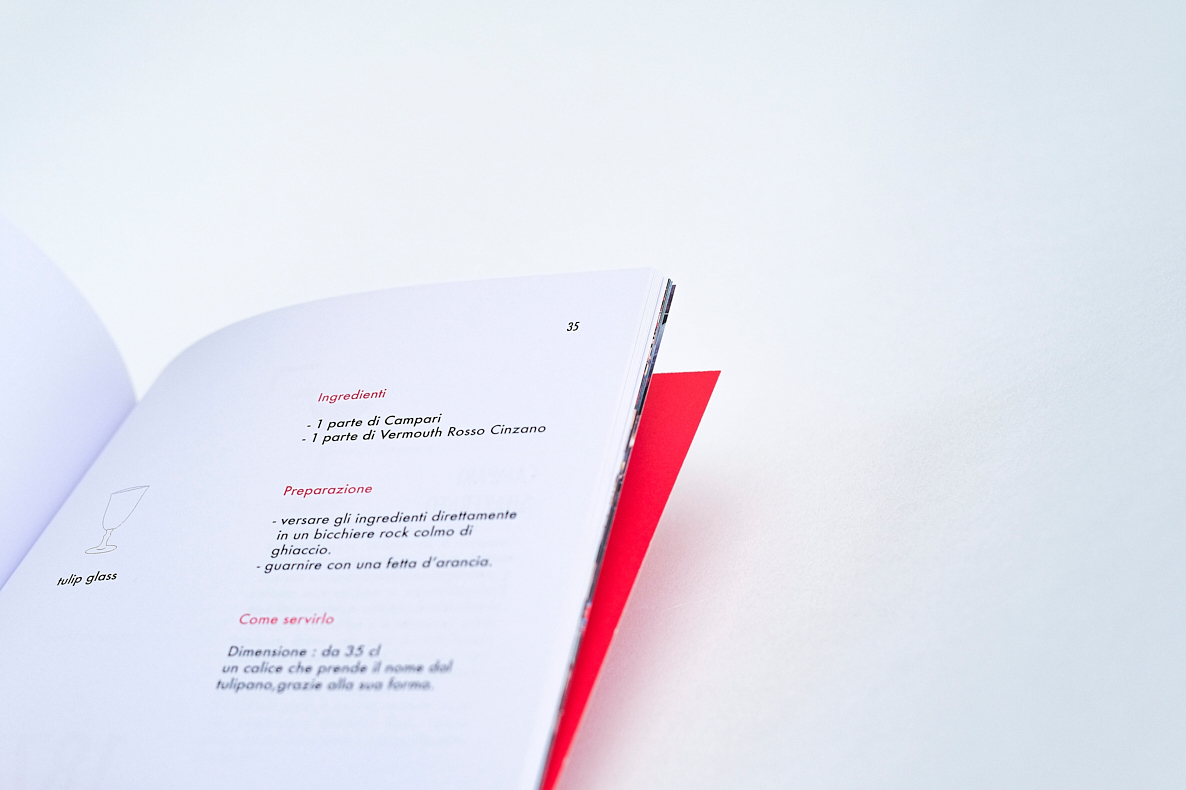 35
Ingredienti
- 1 parte di Campari
- 1 parte di Vermouth Rosso Cinzano
Preparazione
- versare gli ingredienti direttamente
in un bicchiere rock colmo di
ghiaccio.
- guarnire con una fetta d'arancia.
tulip glass
Come servirlo
Dimensione : da 35 cl
un calice che prende il nome dal
tulipano,grazie alla sua forma.